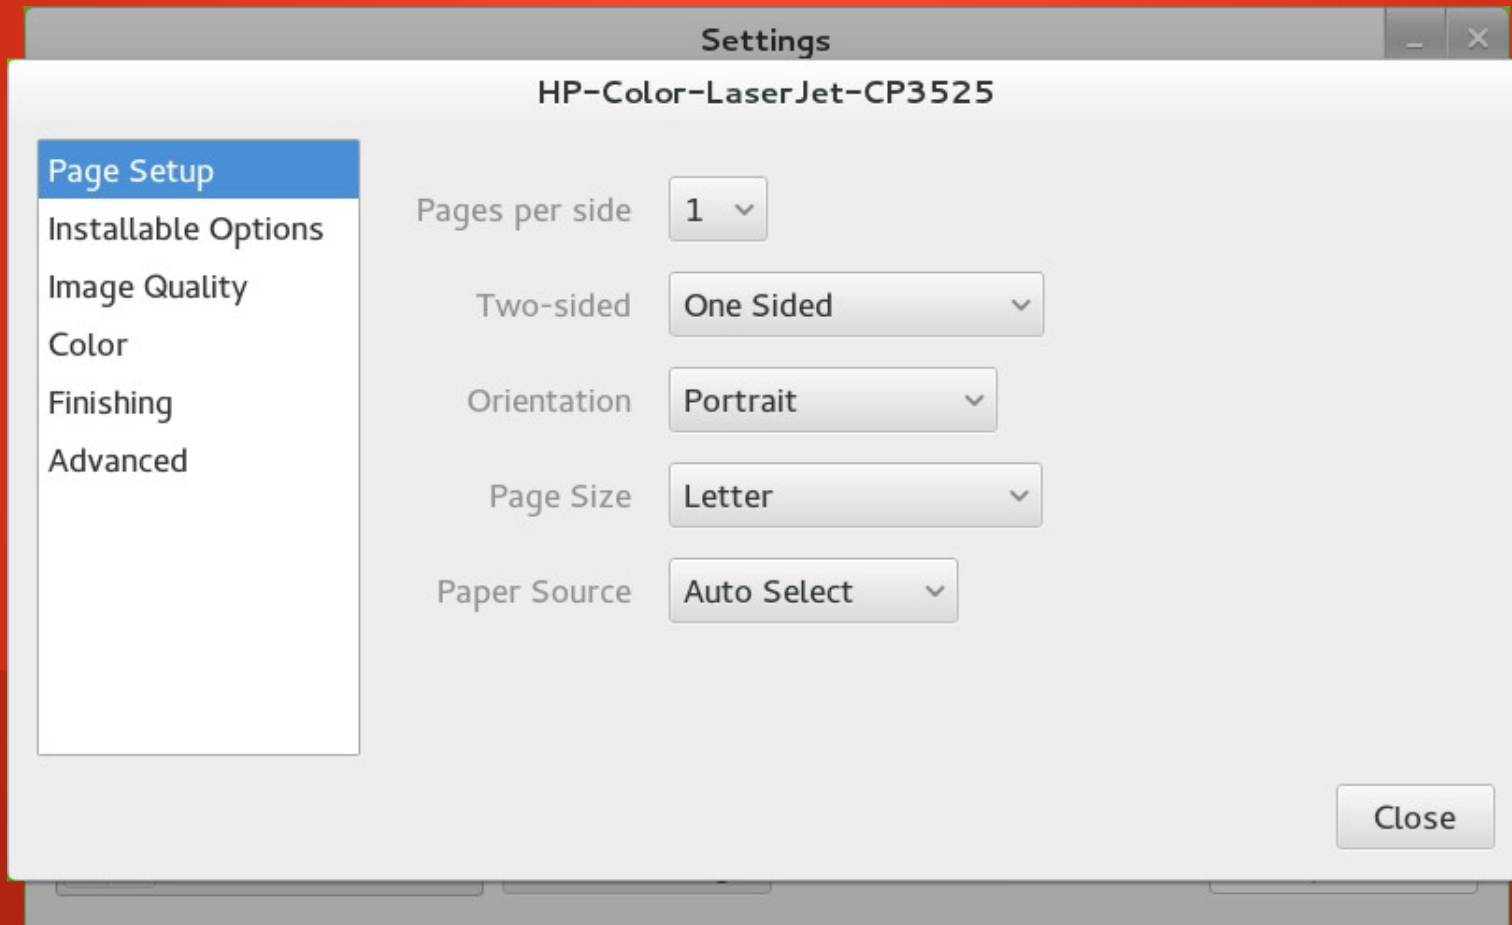 Settings
HP-Color-LaserJet-CP3525
Page Setup
Installable Options
Image Quality
Color
Finishing
Advanced
Pages per side 1
Two-sided One Sided
Orientation Portrait
Page Size Letter
Paper Source Auto Select
Close